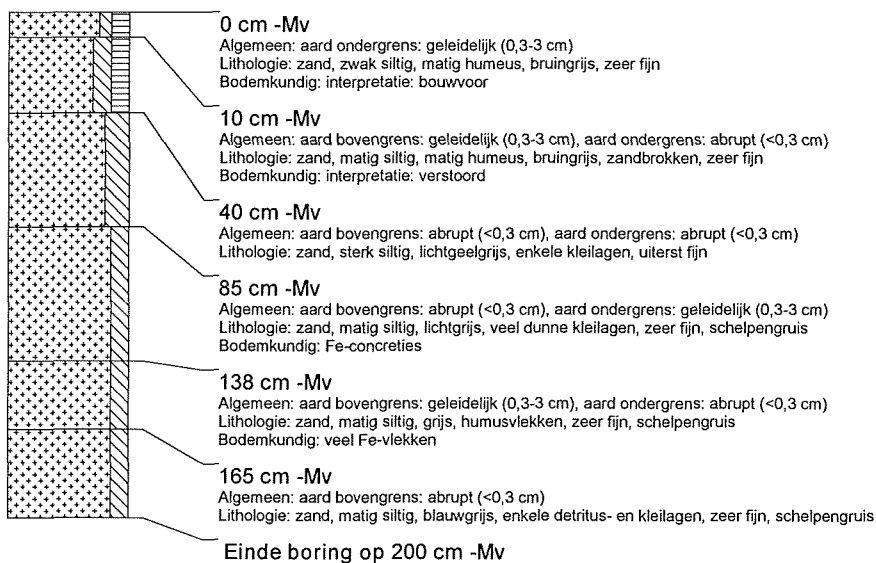 0 cm -Mv
Algemeen: aard ondergrens: geleidelijk (0,3-3 cm)
Lithologie: zand, zwak siltig, matig humeus, bruingrijs, zeer fijn
Bodemkundig: interpretatie: bouwvoor
10 cm -Mv
Algemeen: aard bovengrens: geleidelijk (0,3-3 cm), aard ondergrens: abrupt (<0,3 cm)
Lithologie: zand, matig siltig, matig humeus, bruingrijs, zandbrokken, zeer fijn
Bodemkundig: interpretatie: verstoord
40 cm -Mv
Algemeen: aard bovengrens: abrupt (<0,3 cm), aard ondergrens: abrupt (<0,3 cm)
Lithologie: zand, sterk siltig, lichtgeelgrijs, enkele kleilagen, uiterst fijn
85 cm -Mv
Algemeen: aard bovengrens: abrupt (<0,3 cm), aard ondergrens: geleidelijk (0,3-3 cm)
Lithologie: zand, matig siltig, lichtgrijs, veel dunne kleilagen, zeer fijn, schelpengruis
Bodemkundig: Fe-concreties
138 cm -Mv
Algemeen: aard bovengrens: geleidelijk (0,3-3 cm), aard ondergrens: abrupt (<0,3 cm)
Lithologie: zand, matig siltig, grijs, humusvlekken, zeer fijn, schelpengruis
Bodemkundig: veel Fe-vlekken
165 cm -Mv
Algemeen: aard bovengrens: abrupt (<0,3 cm)
Lithologie: zand, matig siltig, blauwgrijs, enkele detritus- en kleilagen, zeer fijn, schelpengruis
Einde boring op 200 cm -Mv